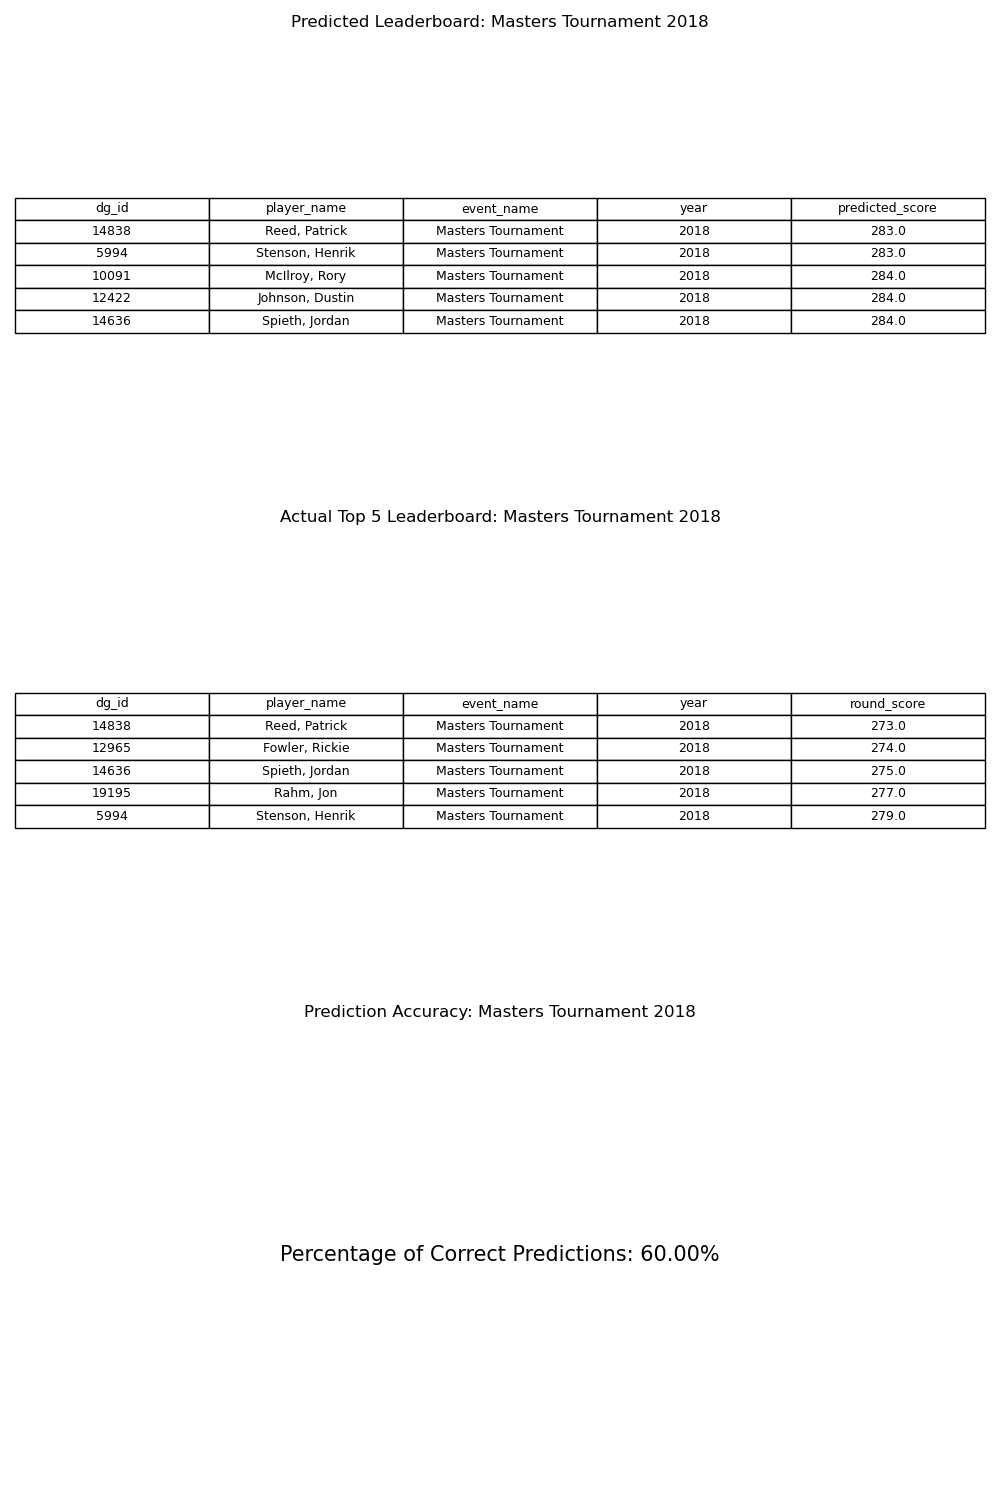 Predicted Leaderboard: Masters Tournament 2018
dg_id player_name event_name year predicted_score
14838 Reed, Patrick Masters Tournament 2018 283.0
5994 Stenson, Henrik Masters Tournament 2018 283.0
10091 McIlroy, Rory Masters Tournament 2018 284.0
12422 Johnson, Dustin Masters Tournament 2018 284.0
14636 Spieth, Jordan Masters Tournament 2018 284.0
Actual Top 5 Leaderboard: Masters Tournament 2018
dg_id player_name event_name year round_score
14838 Reed, Patrick Masters Tournament 2018 273.0
12965 Fowler, Rickie Masters Tournament 2018 274.0
14636 Spieth, Jordan Masters Tournament 2018 275.0
19195 Rahm, Jon Masters Tournament 2018 277.0
5994 Stenson, Henrik Masters Tournament 2018 279.0
Prediction Accuracy: Masters Tournament 2018
Percentage of Correct Predictions: 60.00%